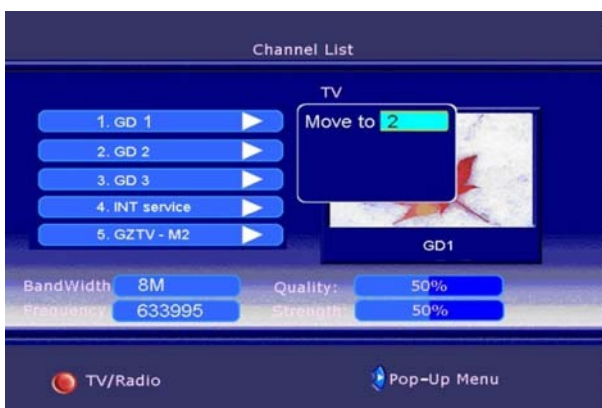 Channel List
TV
1. GD 1
2. GD 2
3. GD 3
4. INT service
5. GZTV - M2
Move to 2
GD1
BandWidth 8M
Quality: 50%
Frequency 633995
Strength: 50%
TV/Radio
Pop-Up Menu